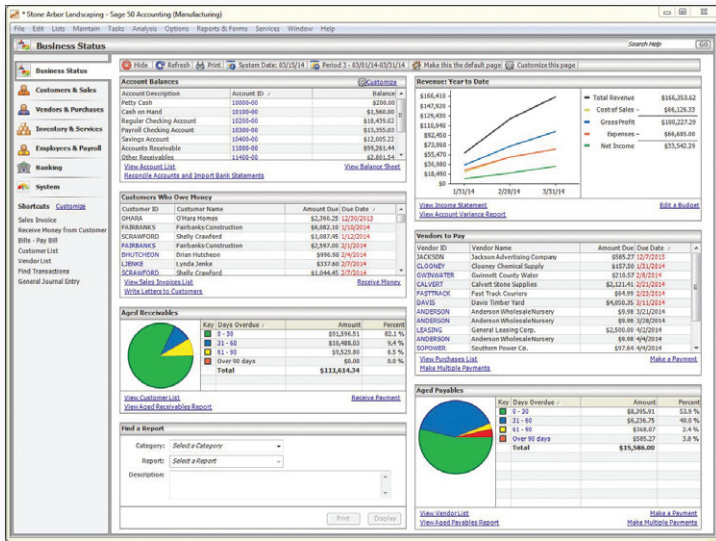 * Stone Arbor Landscaping - Sage 50 Accounting (Manufacturing)
File Edit Lists Maintain Tasks Analysis Options Reports & Forms Services Window Help
Business Status
Search Help
GO
Business Status
Customers & Sales
Vendors & Purchases
Inventory & Services
Employees & Payroll
Banking
System
Shortcuts Customize
Sales Invoice
Receive Money from Customer
Bills - Pay Bill
Customer List
Vendor List
Find Transactions
General Journal Entry
Hide Refresh Print System Date: 03/15/14 Period 3 - 03/01/14-03/31/14 Make this the default page Customize this page
Account Balances
Customize
Account Description Account ID Balance
Petty Cash 10000-00 $200.00
Cash on Hand 10100-00 $1,560.00
Regular Checking Account 10200-00 $18,439.62
Payroll Checking Account 10300-00 $13,355.03
Savings Account 10400-00 $12,005.22
Accounts Receivable 11000-00 $99,261.44
Other Receivables 11400-00 $2,801.54
View Account List View Balance Sheet
Reconcile Accounts and Import Bank Statements
Customers Who Owe Money
Customer ID Customer Name Amount Due Due Date
OHARA O'Hara Homes $2,360.25 12/30/2013
FAIRBANKS Fairbanks Construction $6,082.16 1/10/2014
SCRAWFORD Shelly Crawford $1,087.45 1/12/2014
FAIRBANKS Fairbanks Construction $2,597.00 2/1/2014
BHUTCHEON Brian Hutcheon $996.98 2/4/2014
LJENKE Lynda Jenke $337.60 2/7/2014
SCRAWFORD Shelly Crawford $1,044.45 2/7/2014
View Sales Invoices List Receive Money
Write Letters to Customers
Aged Receivables
Key Days Overdue Amount Percent
0 - 30 $91,596.51 82.1 %
31 - 60 $10,488.03 9.4 %
61 - 90 $9,529.80 8.5 %
Over 90 days $0.00 0.0 %
Total $111,614.34
View Customer List Receive Payment
View Aged Receivables Report
Find a Report
Category: Select a Category
Report: Select a Report
Description:
Print Display
Revenue: Year to Date
$166,410
$147,920
$129,430
$110,940
$92,450
$73,960
$55,470
$36,980
$18,490
$0
1/31/14 2/28/14 3/31/14
Total Revenue $166,353.62
Cost of Sales - $66,126.33
Gross Profit $100,227.29
Expenses - $66,685.00
Net Income $33,542.29
View Income Statement Edit a Budget
View Account Variance Report
Vendors to Pay
Vendor ID Vendor Name Amount Due Due Date
JACKSON Jackson Advertising Company $585.27 12/7/2013
CLOONEY Clooney Chemical Supply $157.50 1/31/2014
GWINWATER Gwinnett County Water $210.57 2/8/2014
CALVERT Calvert Stone Supplies $2,121.41 2/21/2014
FASTTRACK Fast Track Couriers $64.99 2/23/2014
DAVIS Davis Timber Yard $4,050.35 3/11/2014
ANDERSON Anderson Wholesale Nursery $9.98 3/21/2014
ANDERSON Anderson Wholesale Nursery $9.98 3/28/2014
LEASING General Leasing Corp. $2,500.00 4/2/2014
ANDERSON Anderson Wholesale Nursery $9.98 4/4/2014
SOPOWER Southern Power Co. $97.64 4/4/2014
View Purchases List Make a Payment
Make Multiple Payments
Aged Payables
Key Days Overdue Amount Percent
0 - 30 $8,395.91 53.9 %
31 - 60 $6,236.75 40.0 %
61 - 90 $368.07 2.4 %
Over 90 days $585.27 3.8 %
Total $15,586.00
View Vendor List Make a Payment
View Aged Payables Report Make Multiple Payments